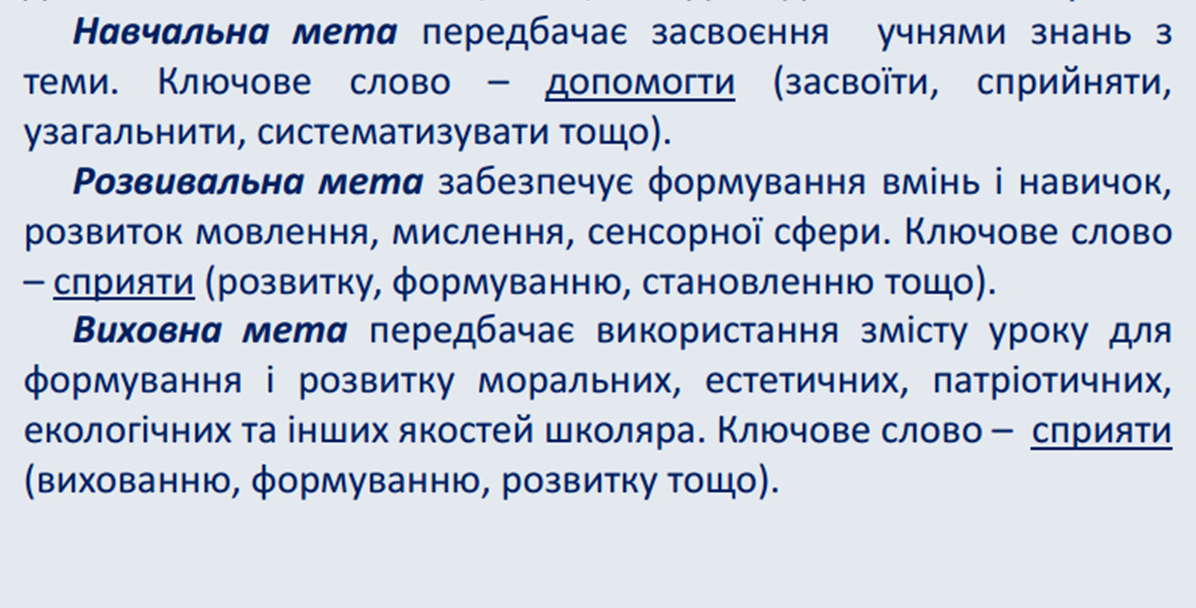 Навчальна мета передбачає засвоєння учнями знань з
теми. Ключове слово – допомогти (засвоїти, сприйняти,
узагальнити, систематизувати тощо).
Розвивальна мета забезпечує формування вмінь і навичок,
розвиток мовлення, мислення, сенсорної сфери. Ключове слово
– сприяти (розвитку, формуванню, становленню тощо).
Виховна мета передбачає використання змісту уроку для
формування і розвитку моральних, естетичних, патріотичних,
екологічних та інших якостей школяра. Ключове слово – сприяти
(вихованню, формуванню, розвитку тощо).